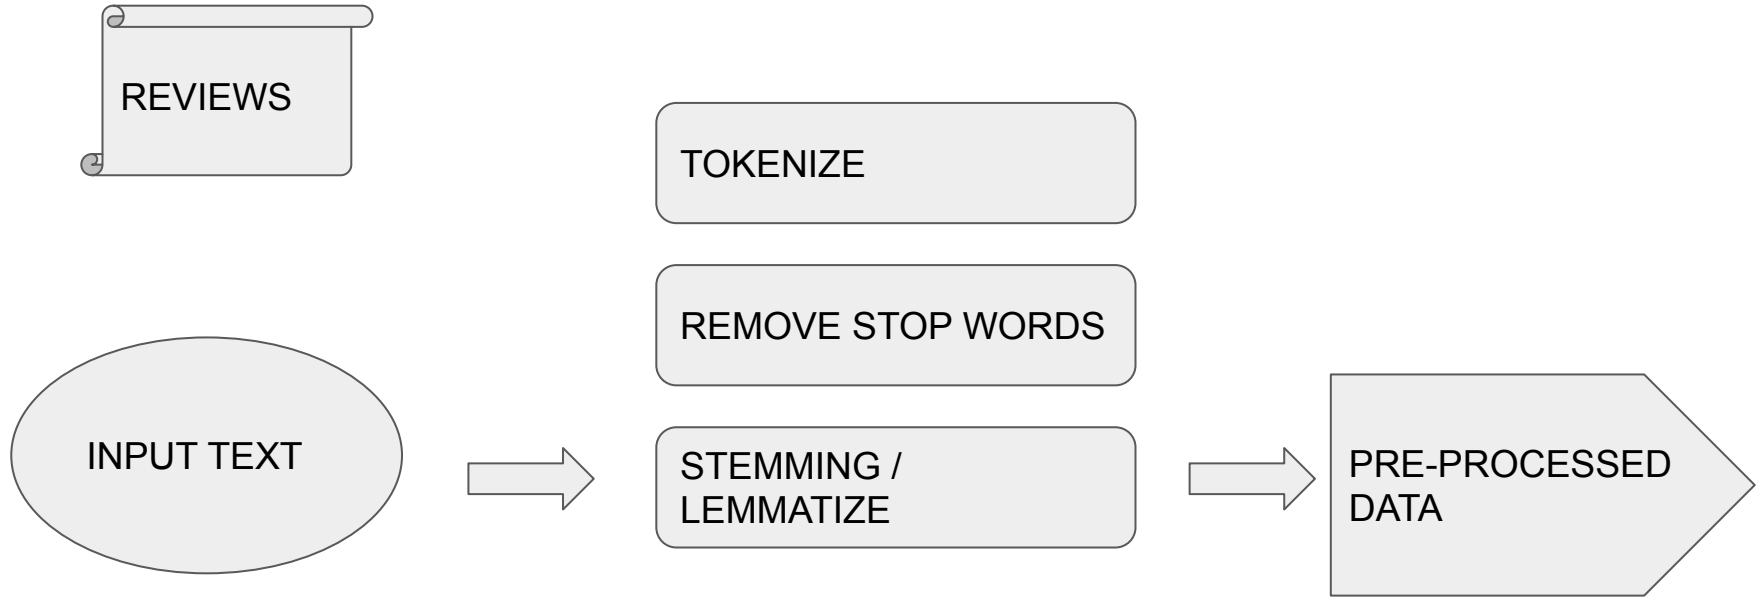 REVIEWS
TOKENIZE
REMOVE STOP WORDS
INPUT TEXT
STEMMING /
LEMMATIZE
PRE-PROCESSED
DATA